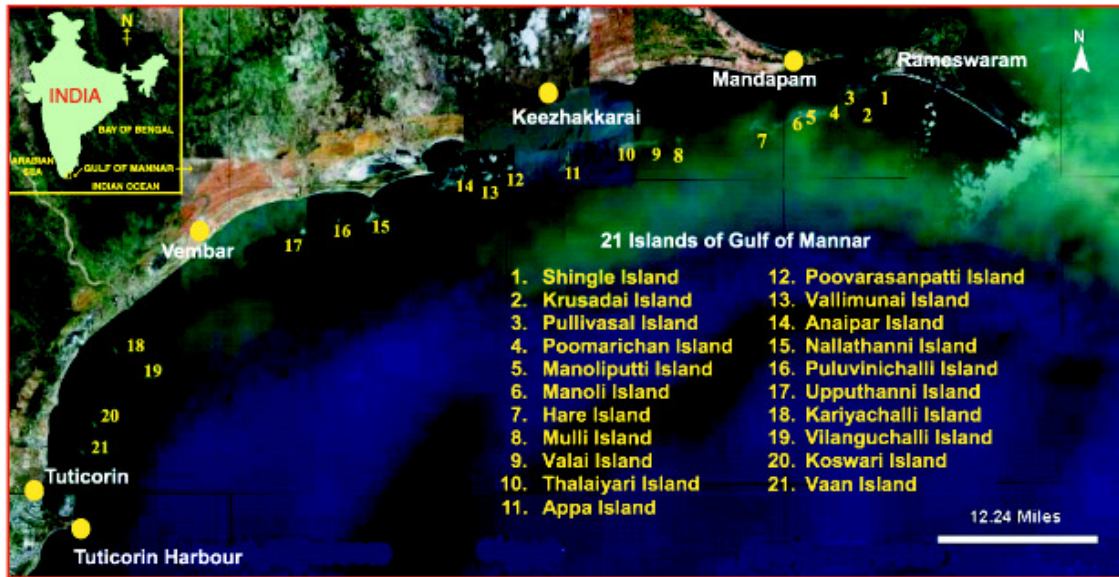 N
INDIA
BAY OF BENGAL
ARABIAN
SEA
GULF OF MANNAR
INDIAN OCEAN
N
Rameswaram
Mandapam
Keezhakkarai
1
2
3
4
5
6
7
8
9
10
11
12
13
14
15
16
17
Vembar
18
19
20
21
Tuticorin
Tuticorin Harbour
21 Islands of Gulf of Mannar
1. Shingle Island
2. Krusadai Island
3. Pullivasal Island
4. Poomarichan Island
5. Manoliputti Island
6. Manoli Island
7. Hare Island
8. Mulli Island
9. Valai Island
10. Thalaiyari Island
11. Appa Island
12. Poovarasanpatti Island
13. Vallimunai Island
14. Anaipar Island
15. Nallathanni Island
16. Puluvinichalli Island
17. Upputhanni Island
18. Kariyachalli Island
19. Vilanguchalli Island
20. Koswari Island
21. Vaan Island
12.24 Miles